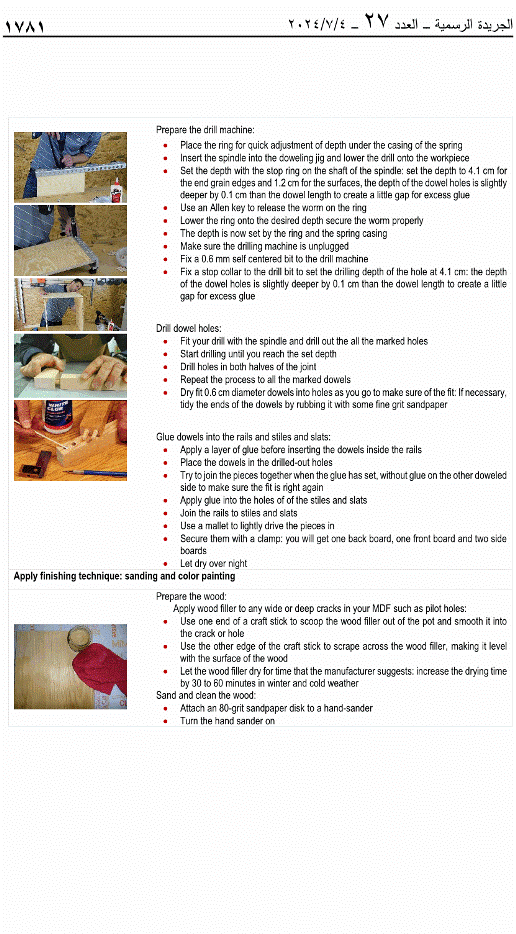 الجريدة الرسمية – العدد ٢٧ – ٢٠٢٤/٧/٤
١٧٨١
Prepare the drill machine:
• Place the ring for quick adjustment of depth under the casing of the spring
• Insert the spindle into the doweling jig and lower the drill onto the workpiece
• Set the depth with the stop ring on the shaft of the spindle: set the depth to 4.1 cm for
the end grain edges and 1.2 cm for the surfaces, the depth of the dowel holes is slightly
deeper by 0.1 cm than the dowel length to create a little gap for excess glue
• Use an Allen key to release the worm on the ring
• Lower the ring onto the desired depth secure the worm properly
• The depth is now set by the ring and the spring casing
• Make sure the drilling machine is unplugged
• Fix a 0.6 mm self centered bit to the drill machine
• Fix a stop collar to the drill bit to set the drilling depth of the hole at 4.1 cm: the depth
of the dowel holes is slightly deeper by 0.1 cm than the dowel length to create a little
gap for excess glue
Drill dowel holes:
• Fit your drill with the spindle and drill out the all the marked holes
• Start drilling until you reach the set depth
• Drill holes in both halves of the joint
• Repeat the process to all the marked dowels
• Dry fit 0.6 cm diameter dowels into holes as you go to make sure of the fit: If necessary,
tidy the ends of the dowels by rubbing it with some fine grit sandpaper
Glue dowels into the rails and stiles and slats:
• Apply a layer of glue before inserting the dowels inside the rails
• Place the dowels in the drilled-out holes
• Try to join the pieces together when the glue has set, without glue on the other doweled
side to make sure the fit is right again
• Apply glue into the holes of of the stiles and slats
• Join the rails to stiles and slats
• Use a mallet to lightly drive the pieces in
• Secure them with a clamp: you will get one back board, one front board and two side
boards
• Let dry over night
Apply finishing technique: sanding and color painting
Prepare the wood:
Apply wood filler to any wide or deep cracks in your MDF such as pilot holes:
• Use one end of a craft stick to scoop the wood filler out of the pot and smooth it into
the crack or hole
• Use the other edge of the craft stick to scrape across the wood filler, making it level
with the surface of the wood
• Let the wood filler dry for time that the manufacturer suggests: increase the drying time
by 30 to 60 minutes in winter and cold weather
Sand and clean the wood:
• Attach an 80-grit sandpaper disk to a hand-sander
• Turn the hand sander on